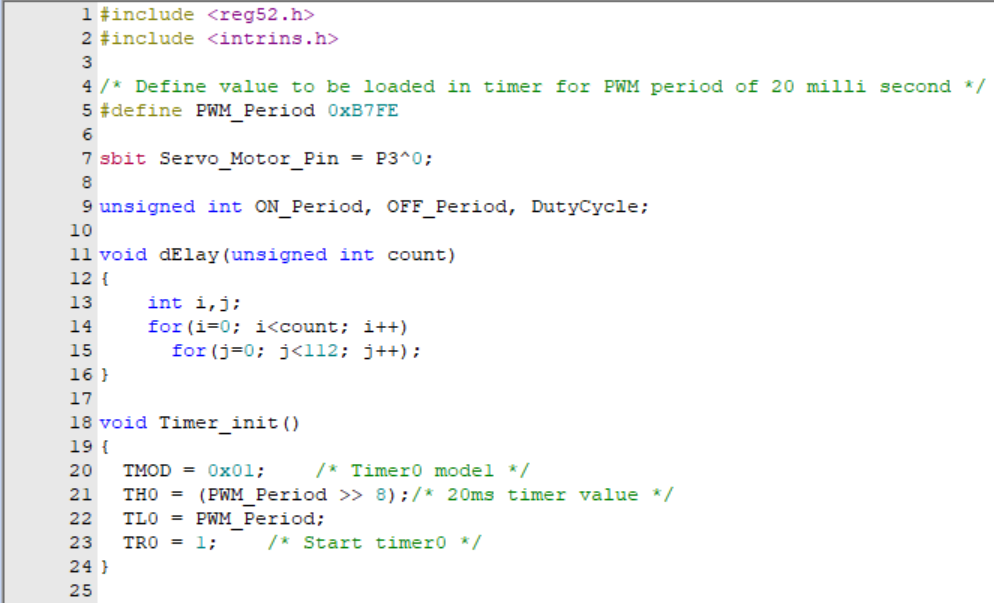 1 #include <reg52.h>
2 #include <intrins.h>
3
4 /* Define value to be loaded in timer for PWM period of 20 milli second */
5 #define PWM_Period 0xB7FE
6
7 sbit Servo_Motor_Pin = P3^0;
8
9 unsigned int ON_Period, OFF_Period, DutyCycle;
10
11 void dElay(unsigned int count)
12 {
13     int i,j;
14     for(i=0; i<count; i++)
15       for(j=0; j<112; j++);
16 }
17
18 void Timer_init()
19 {
20   TMOD = 0x01;    /* Timer0 mode1 */
21   TH0 = (PWM_Period >> 8);/* 20ms timer value */
22   TL0 = PWM_Period;
23   TR0 = 1;    /* Start timer0 */
24 }
25